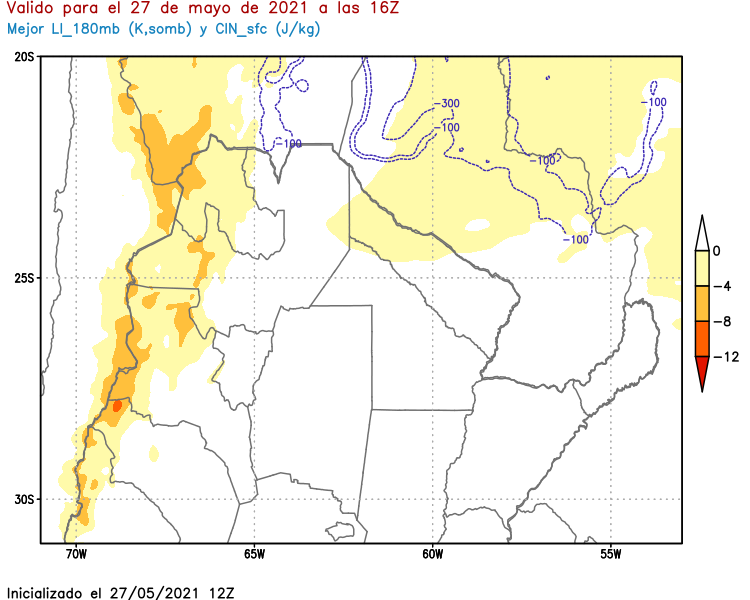 Valido para el 27 de mayo de 2021 a las 16Z
Mejor LI_180mb (K,somb) y CIN_sfc (J/kg)
20S
-300
-100
-100
-100
-100
-100
25S
30S
70W
65W
60W
55W
0
-4
-8
-12
Inicializado el 27/05/2021 12Z